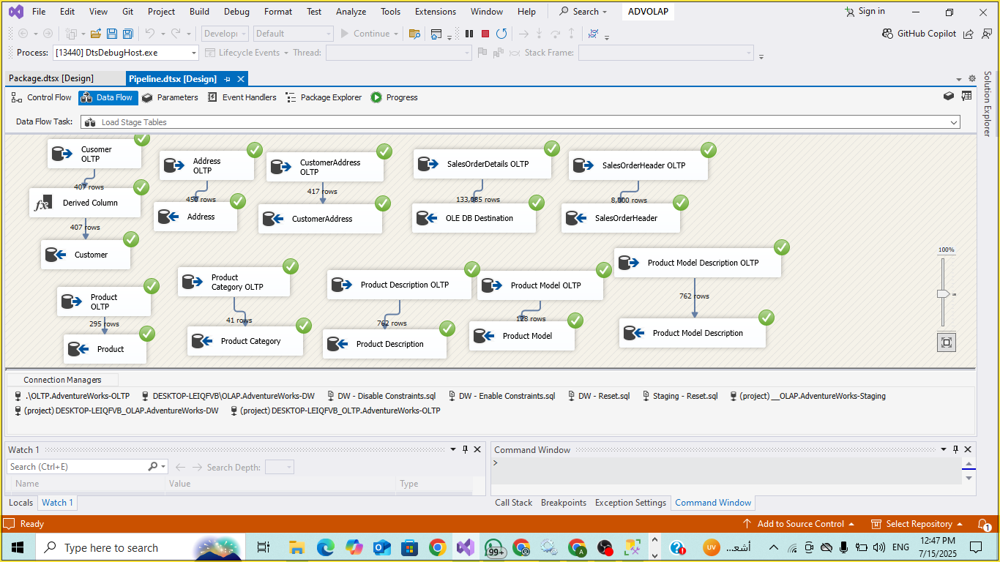 File Edit View Git Project Build Debug Format Test Analyze Tools Extensions Window Help Search ADVOLAP Sign in
Develop Default Continue GitHub Copilot
Process: [13440] DtsDebugHost.exe Lifecycle Events Thread: Stack Frame:
Package.dtsx [Design] Pipeline.dtsx [Design]
Control Flow Data Flow Parameters Event Handlers Package Explorer Progress
Solution Explorer
Data Flow Task: Load Stage Tables
Cusomer
OLTP
407 rows
Derived Column
407 rows
Customer
Address
OLTP
450 rows
Address
CustomerAddress
OLTP
417 rows
CustomerAddress
SalesOrderDetails OLTP
133,085 rows
OLE DB Destination
SalesOrderHeader OLTP
8,000 rows
SalesOrderHeader
Product
OLTP
295 rows
Product
Product
Category OLTP
41 rows
Product Category
Product Description OLTP
762 rows
Product Description
Product Model OLTP
128 rows
Product Model
Product Model Description OLTP
762 rows
Product Model Description
100%
Connection Managers
.\OLTP.AdventureWorks-OLTP DESKTOP-LEIQFVB\OLAP.AdventureWorks-DW DW - Disable Constraints.sql DW - Enable Constraints.sql DW - Reset.sql Staging - Reset.sql (project) __OLAP.AdventureWorks-Staging
(project) DESKTOP-LEIQFVB_OLAP.AdventureWorks-DW (project) DESKTOP-LEIQFVB_OLTP.AdventureWorks-OLTP
Watch 1
Search (Ctrl+E) Search Depth:
Name Value Type
Locals Watch 1
Command Window
>
Call Stack Breakpoints Exception Settings Command Window
Ready Add to Source Control Select Repository 1
Type here to search 99+ A UV أشع... ENG 12:47 PM
7/15/2025